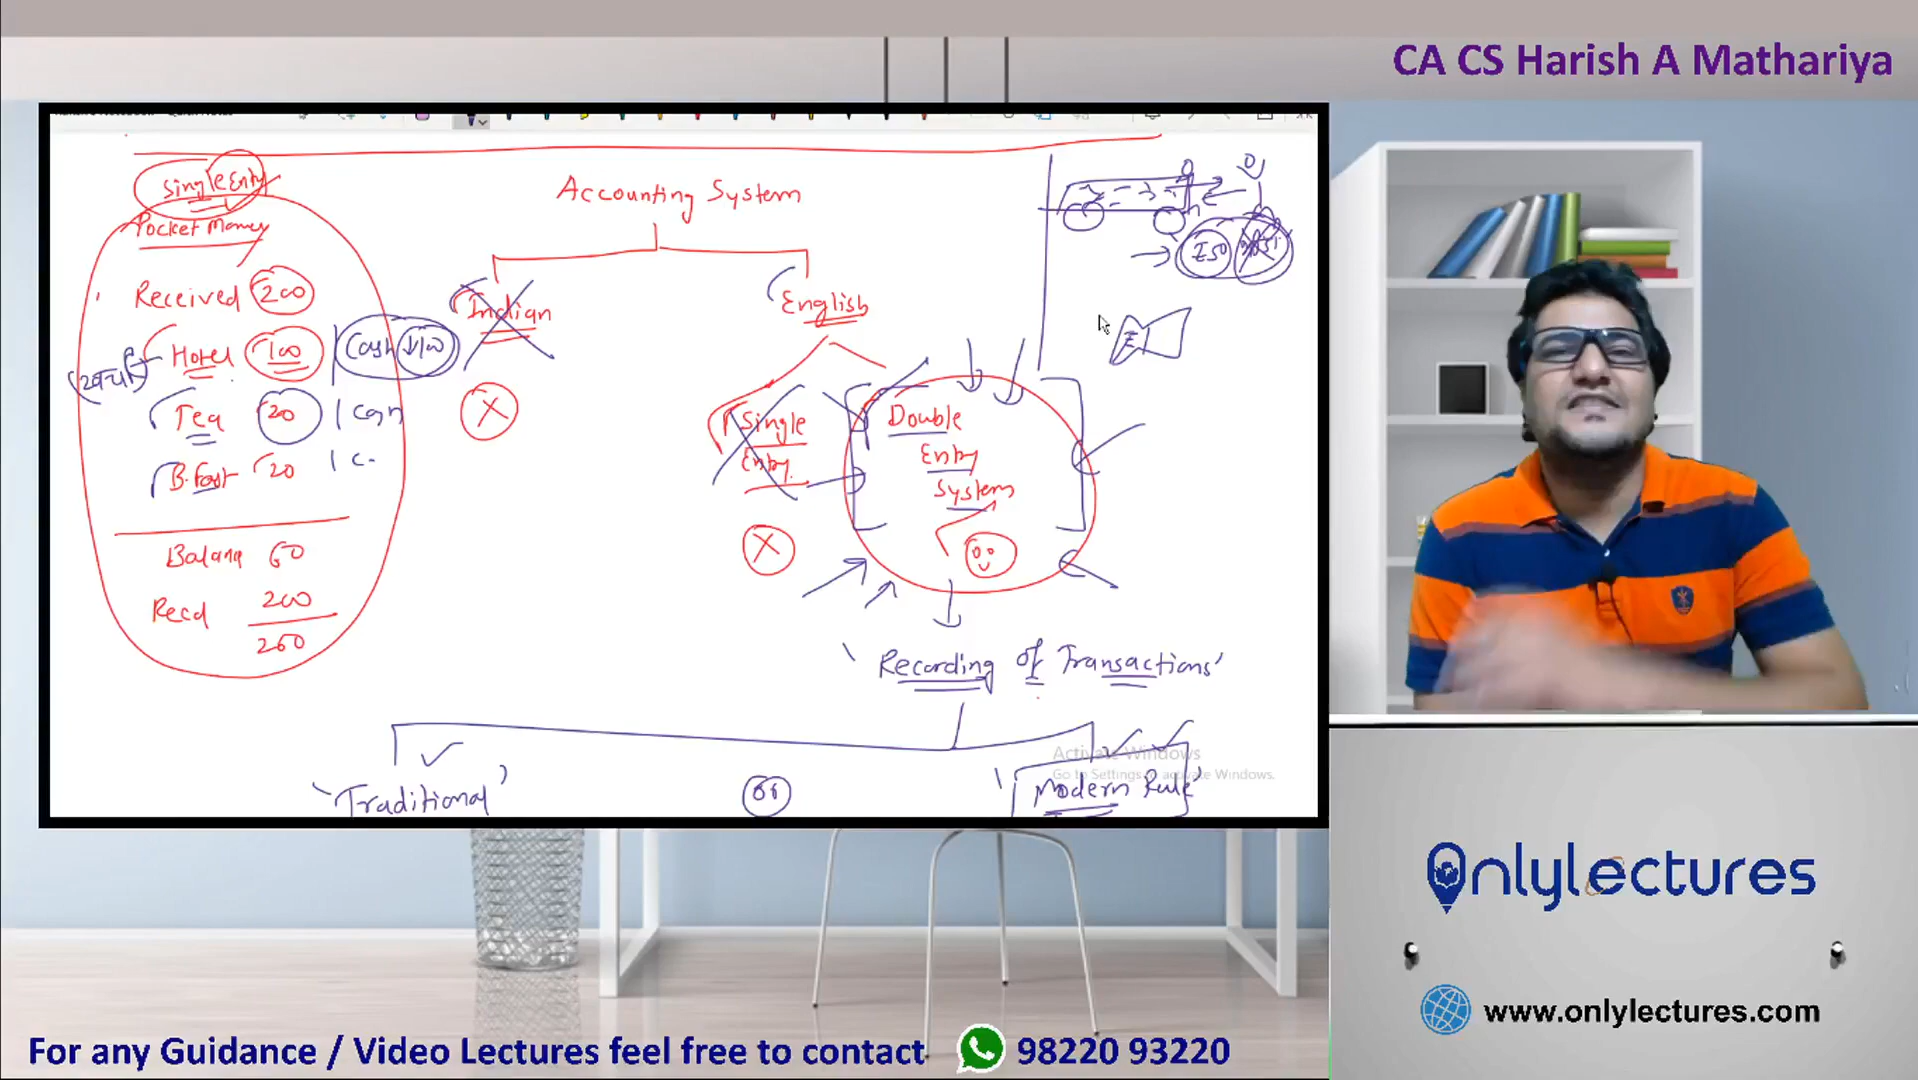 CA CS Harish A Mathariya
Single Entry
Accounting System
Pocket Money
Received 200
Indian
English
Hotel 100
Cash ↓100
Tea 20 | Cash
B.Fast 20 | C-
Balance 60
Recd 200
260
Single
Entry
Double
Entry
System
₹50
'Recording of Transactions'
Activate Windows
Go to Settings to activate Windows.
'Traditional'
'Modern Rule'
Onlylectures
www.onlylectures.com
For any Guidance / Video Lectures feel free to contact 98220 93220